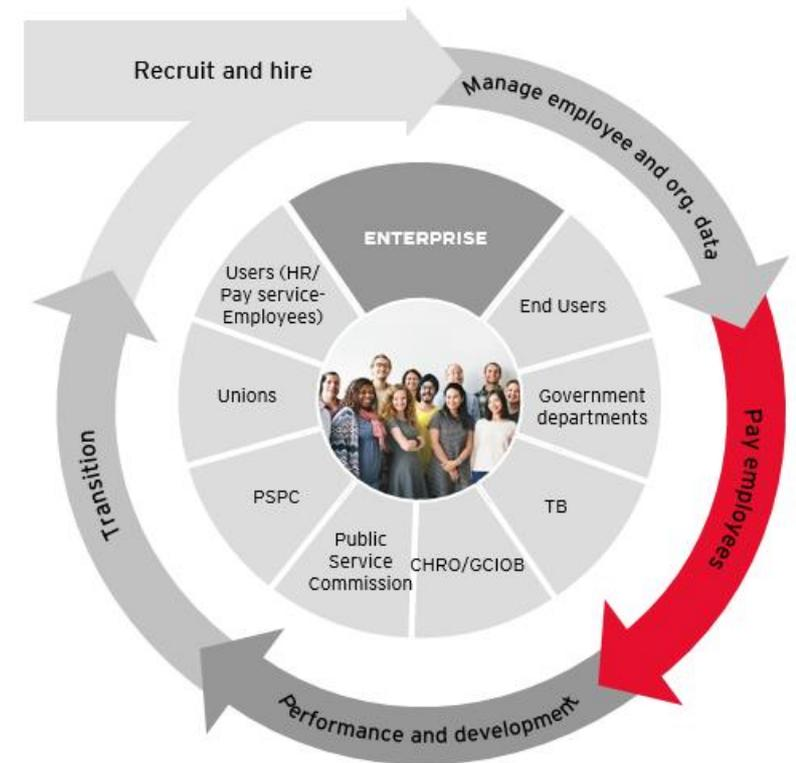 Recruit and hire
Manage employee and org. data
Pay employees
Performance and development
Transition
ENTERPRISE
End Users
Government
departments
TB
CHRO/GCIOB
Public
Service
Commission
PSPC
Unions
Users (HR/
Pay service-
Employees)